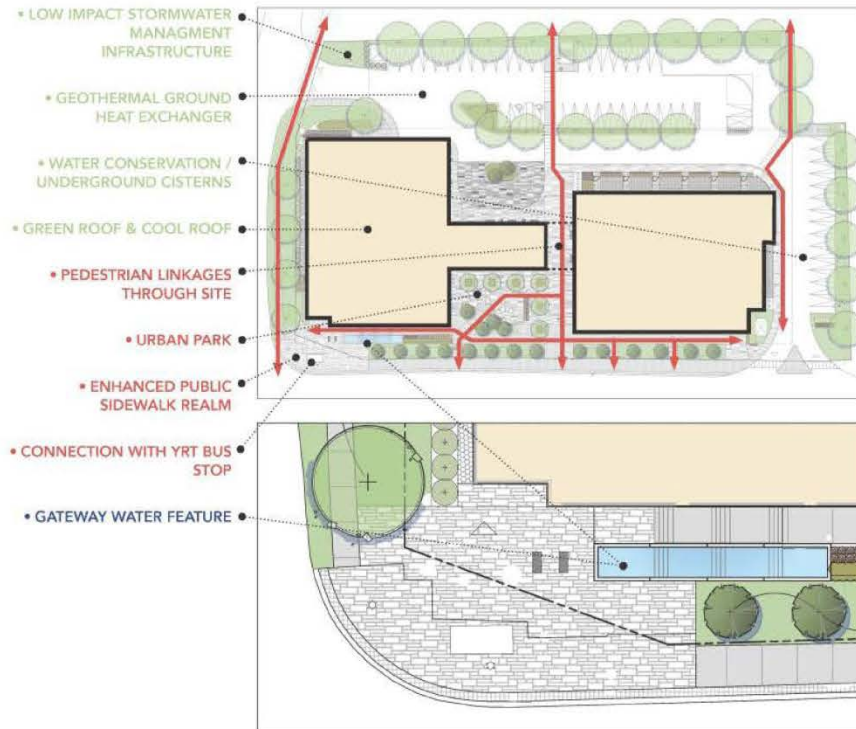 • LOW IMPACT STORMWATER
MANAGMENT
INFRASTRUCTURE
• GEOTHERMAL GROUND
HEAT EXCHANGER
• WATER CONSERVATION /
UNDERGROUND CISTERNS
• GREEN ROOF & COOL ROOF
• PEDESTRIAN LINKAGES
THROUGH SITE
• URBAN PARK
• ENHANCED PUBLIC
SIDEWALK REALM
• CONNECTION WITH YRT BUS
STOP
• GATEWAY WATER FEATURE